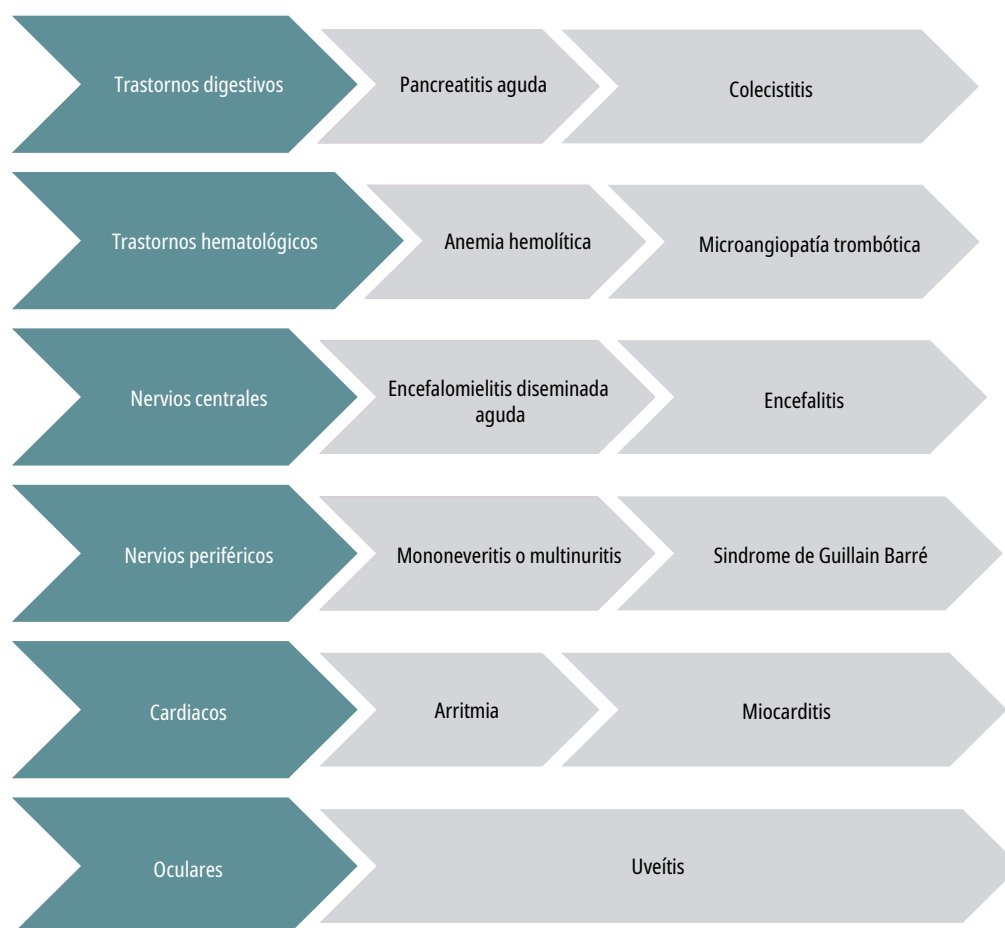 Trastornos digestivos
Pancreatitis aguda
Colecistitis
Trastornos hematológicos
Anemia hemolítica
Microangiopatía trombótica
Nervios centrales
Encefalomielitis diseminada
aguda
Encefalitis
Nervios periféricos
Mononeveritis o multinuritis
Sindrome de Guillain Barré
Cardiacos
Arritmia
Miocarditis
Oculares
Uveítis